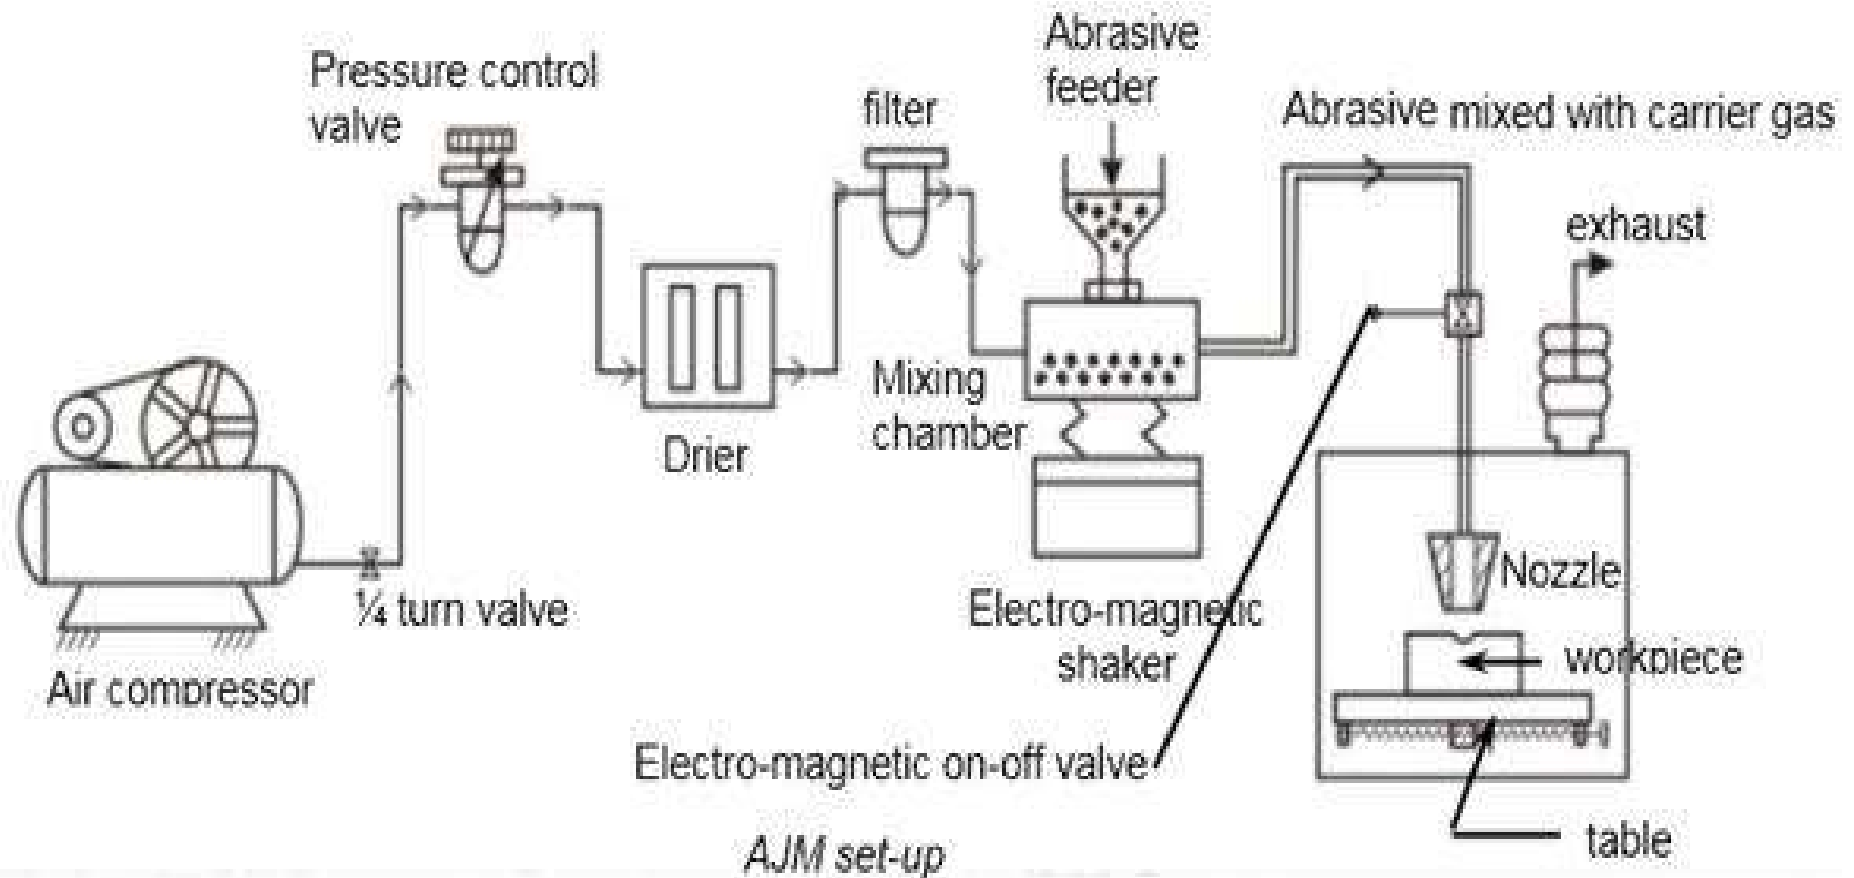 Pressure control
valve
filter
Abrasive
feeder
Abrasive mixed with carrier gas
exhaust
Mixing
chamber
Drier
Nozzle
¼ turn valve
Electro-magnetic
shaker
workpiece
Air compressor
Electro-magnetic on-off valve
table
AJM set-up